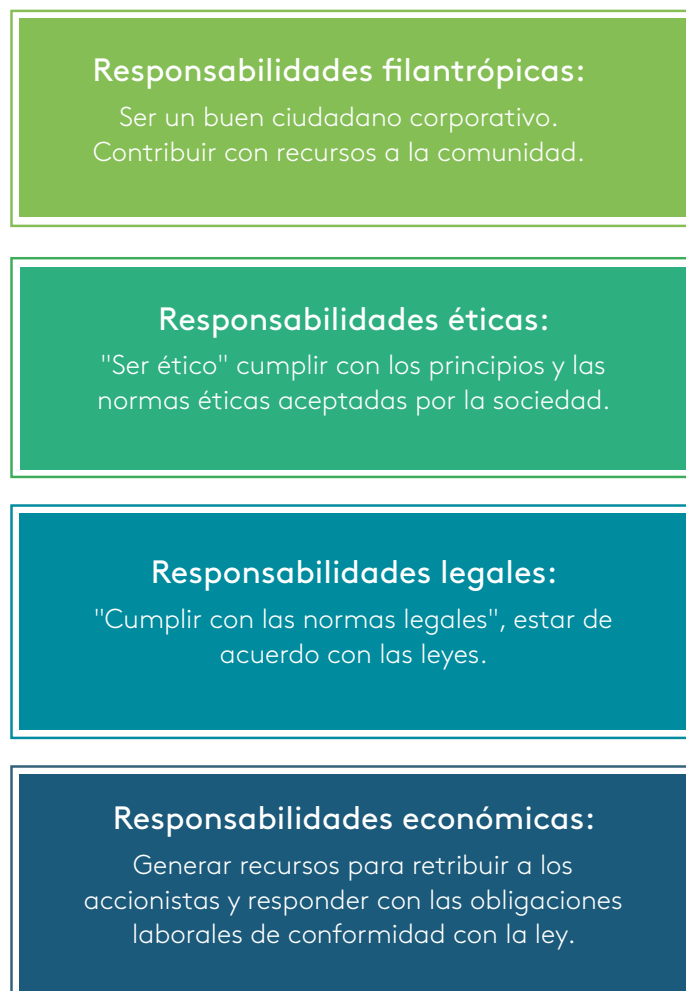 Responsabilidades filantrópicas:
Ser un buen ciudadano corporativo.
Contribuir con recursos a la comunidad.
Responsabilidades éticas:
"Ser ético" cumplir con los principios y las
normas éticas aceptadas por la sociedad.
Responsabilidades legales:
"Cumplir con las normas legales", estar de
acuerdo con las leyes.
Responsabilidades económicas:
Generar recursos para retribuir a los
accionistas y responder con las obligaciones
laborales de conformidad con la ley.